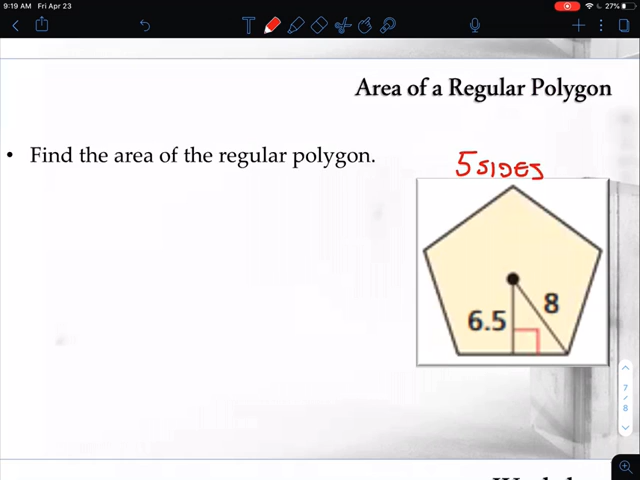 9:19 AM Fri Apr 23
27%
T
Area of a Regular Polygon
• Find the area of the regular polygon.
5 SIDES
8
6.5
7
/
8